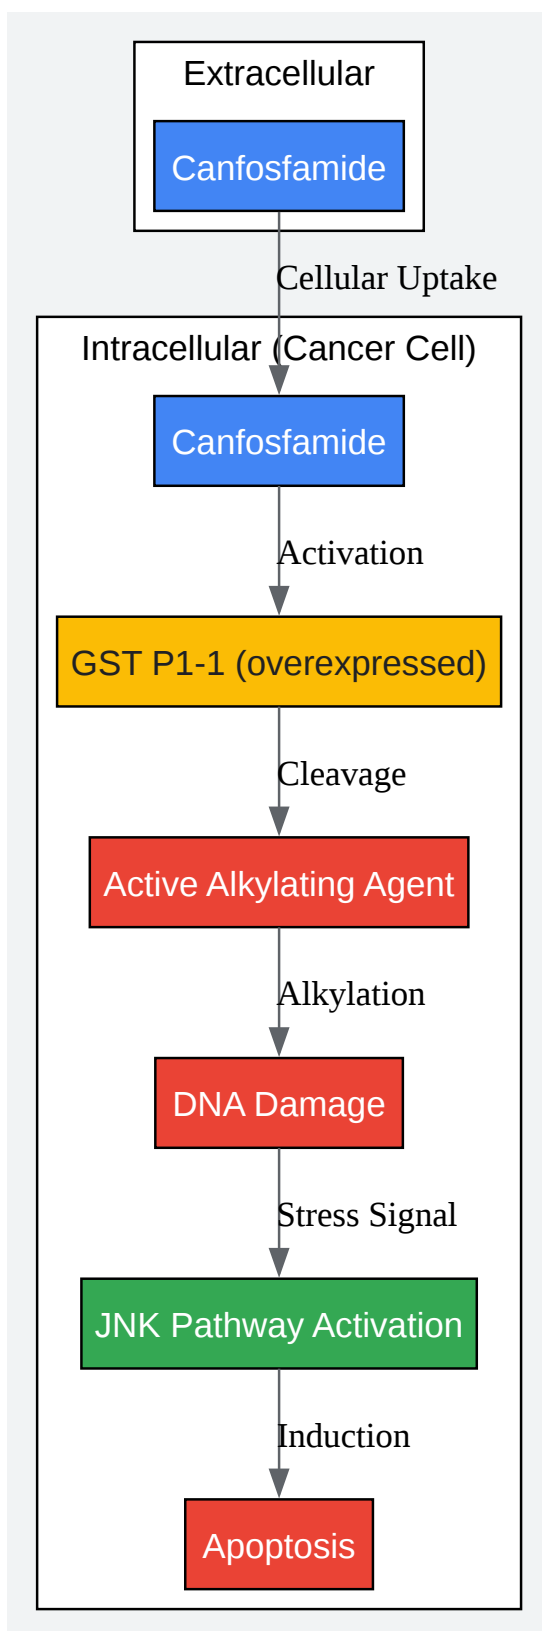 Extracellular
Canfosfamide
Cellular Uptake
Intracellular (Cancer Cell)
Canfosfamide
Activation
GST P1-1 (overexpressed)
Cleavage
Active Alkylating Agent
Alkylation
DNA Damage
Stress Signal
JNK Pathway Activation
Induction
Apoptosis